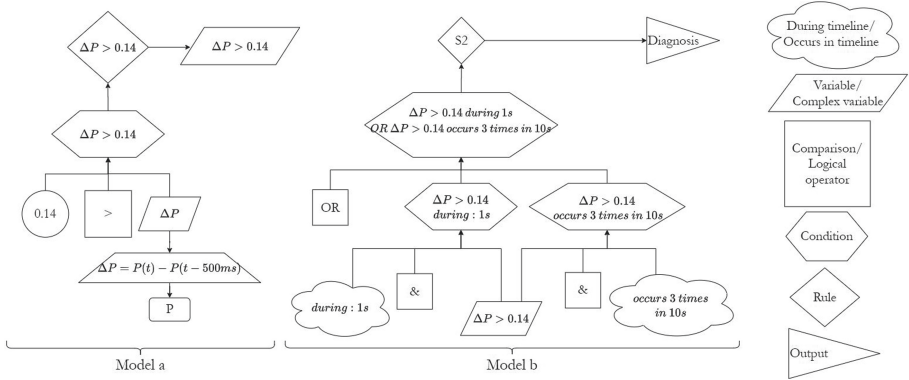 ΔP > 0.14
ΔP > 0.14
ΔP > 0.14
0.14
>
ΔP
ΔP = P(t) − P(t − 500ms)
P
Model a
S2
Diagnosis
ΔP > 0.14 during 1s
OR ΔP > 0.14 occurs 3 times in 10s
OR
ΔP > 0.14
during : 1s
ΔP > 0.14
occurs 3 times in 10s
during : 1s
&
ΔP > 0.14
&
occurs 3 times
in 10s
Model b
During timeline/
Occurs in timeline
Variable/
Complex variable
Comparison/
Logical
operator
Condition
Rule
Output